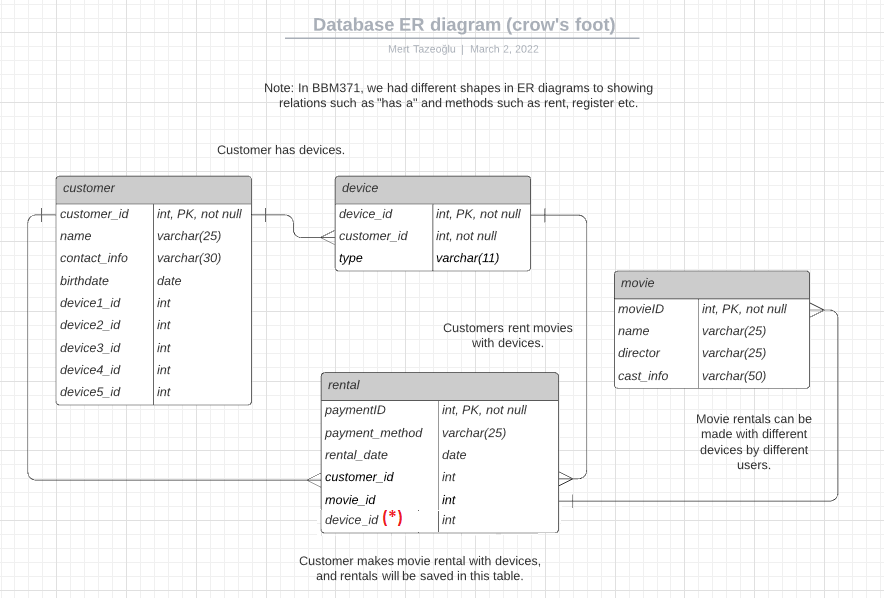 Database ER diagram (crow's foot)
Mert Tazeoğlu | March 2, 2022
Note: In BBM371, we had different shapes in ER diagrams to showing
relations such as "has a" and methods such as rent, register etc.
Customer has devices.
customer
customer_id int, PK, not null
name varchar(25)
contact_info varchar(30)
birthdate date
device1_id int
device2_id int
device3_id int
device4_id int
device5_id int
device
device_id int, PK, not null
customer_id int, not null
type varchar(11)
movie
movieID int, PK, not null
name varchar(25)
director varchar(25)
cast_info varchar(50)
Customers rent movies
with devices.
rental
paymentID int, PK, not null
payment_method varchar(25)
rental_date date
customer_id int
movie_id int
device_id (*) int
Movie rentals can be
made with different
devices by different
users.
Customer makes movie rental with devices,
and rentals will be saved in this table.